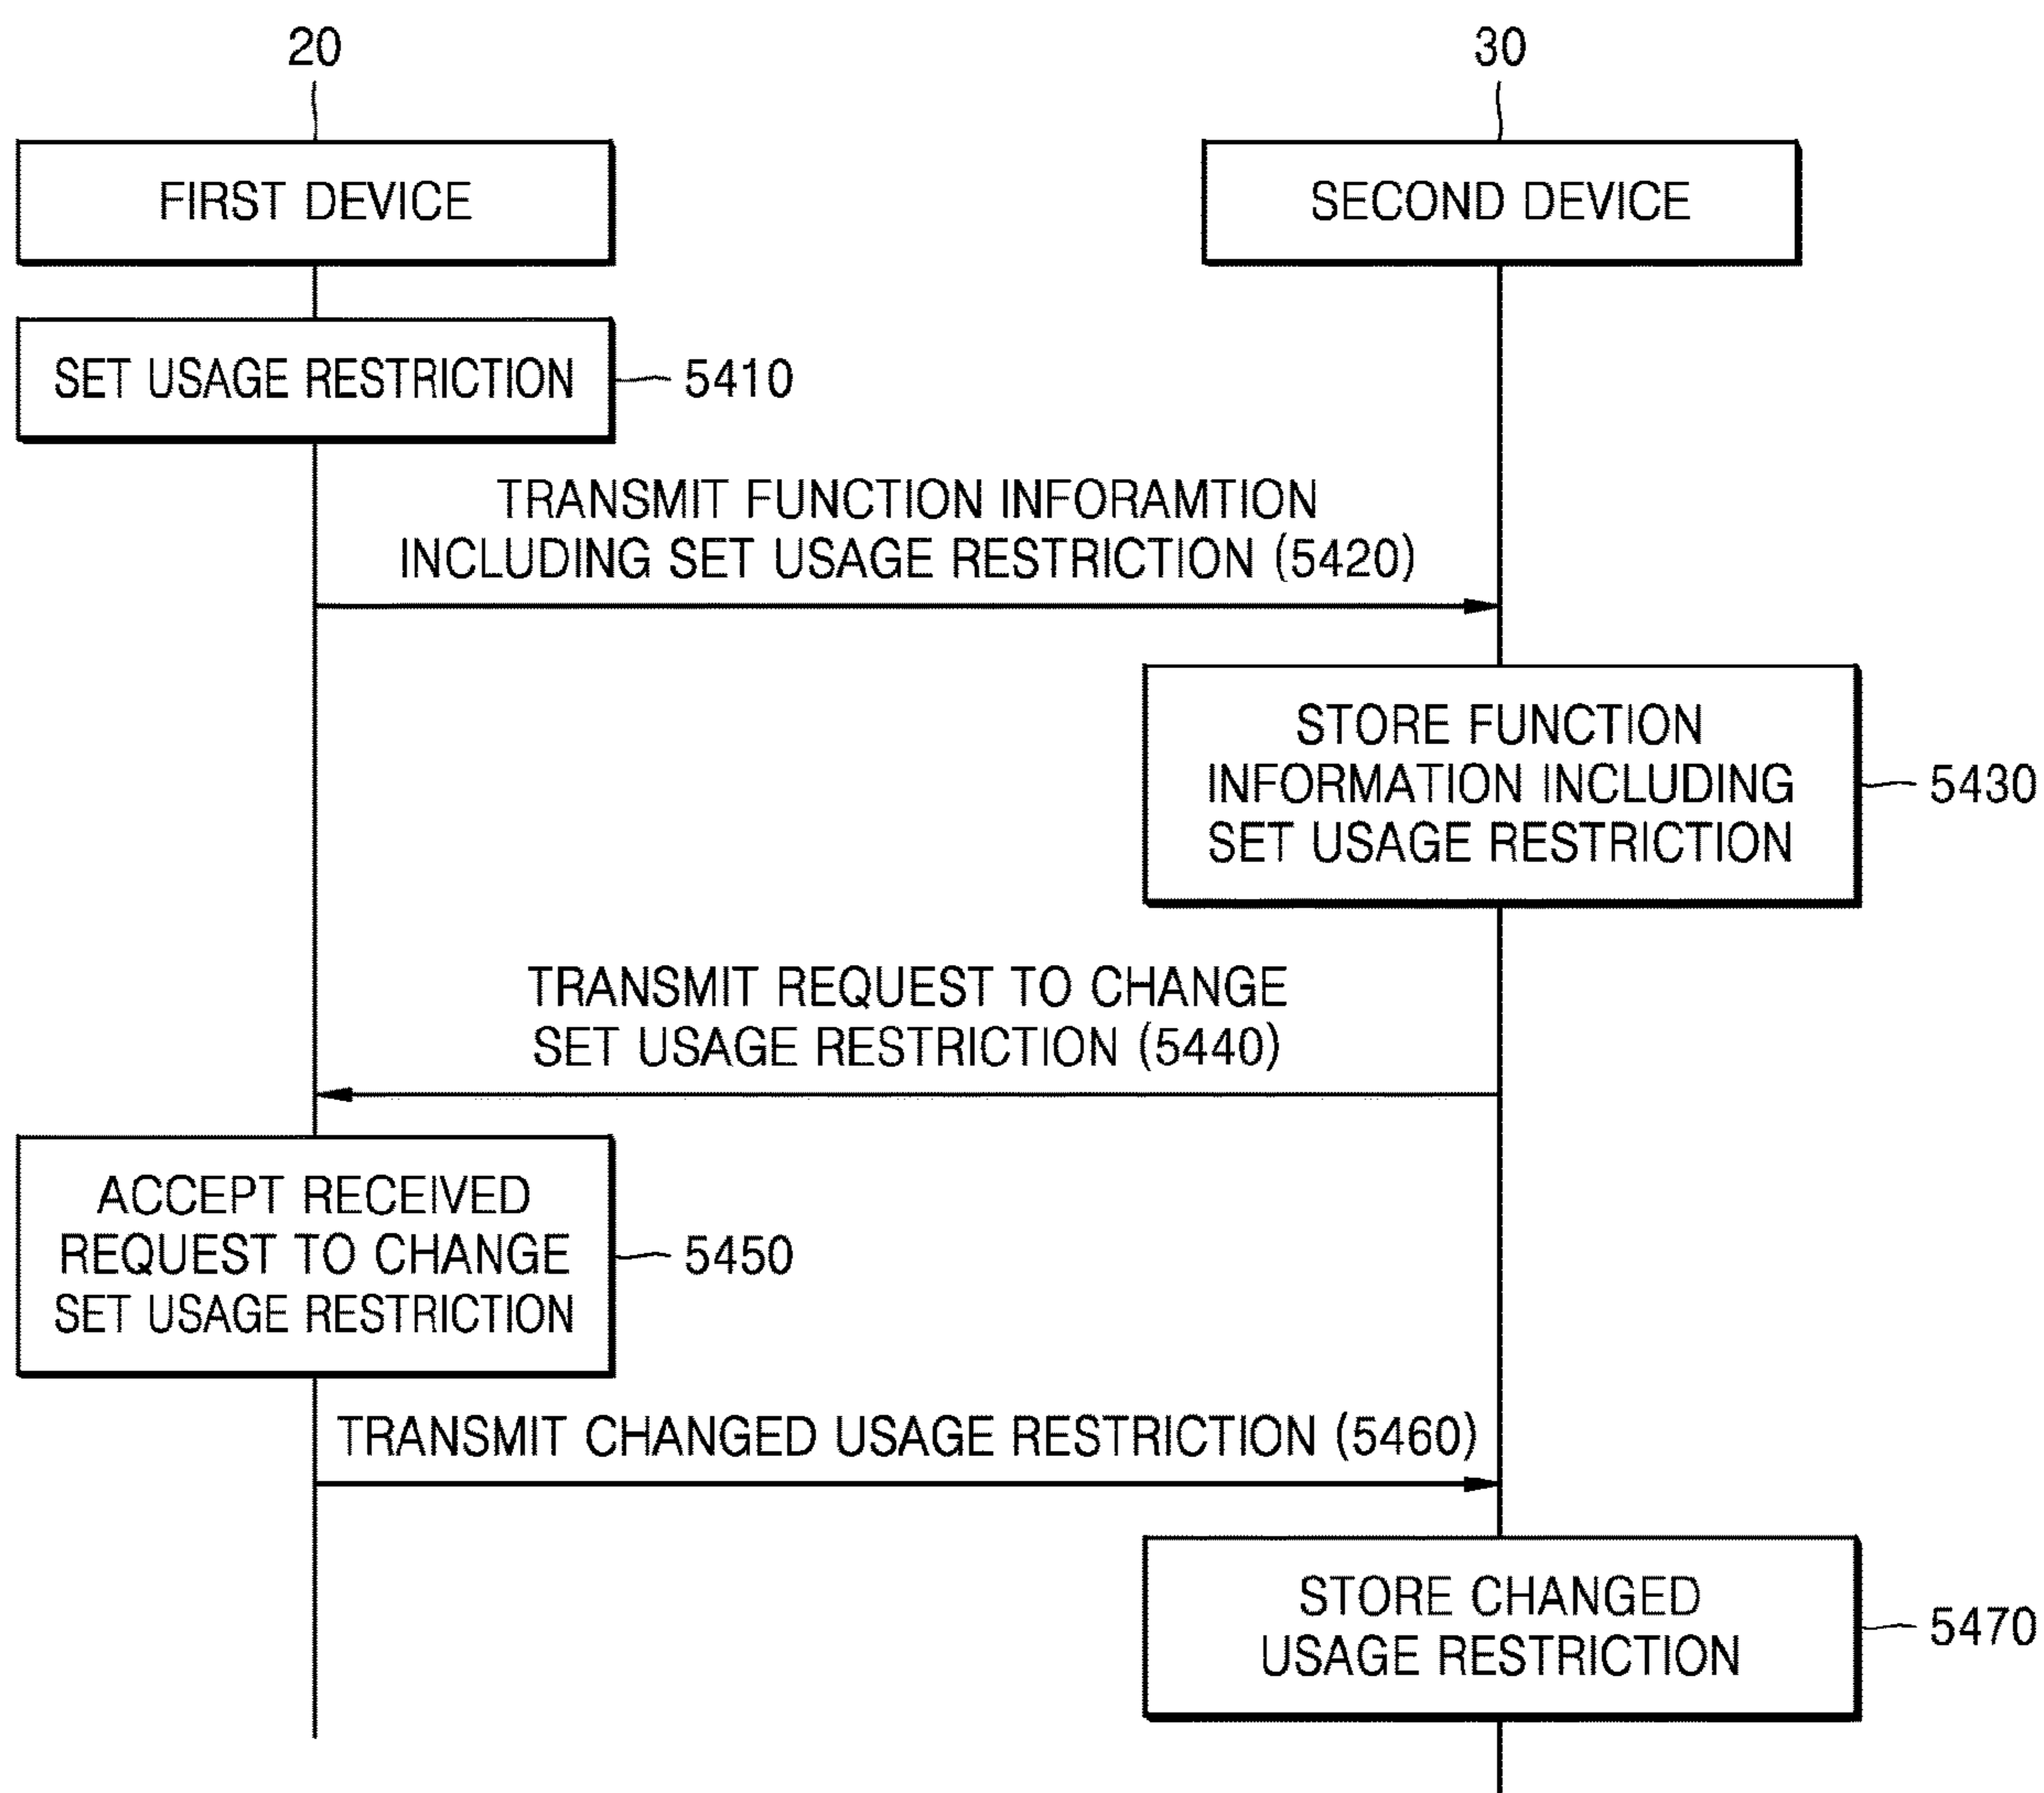 20
30
FIRST DEVICE
SECOND DEVICE
SET USAGE RESTRICTION
5410
TRANSMIT FUNCTION INFORAMTION
INCLUDING SET USAGE RESTRICTION (5420)
STORE FUNCTION
INFORMATION INCLUDING
SET USAGE RESTRICTION
5430
TRANSMIT REQUEST TO CHANGE
SET USAGE RESTRICTION (5440)
ACCEPT RECEIVED
REQUEST TO CHANGE
SET USAGE RESTRICTION
5450
TRANSMIT CHANGED USAGE RESTRICTION (5460)
STORE CHANGED
USAGE RESTRICTION
5470